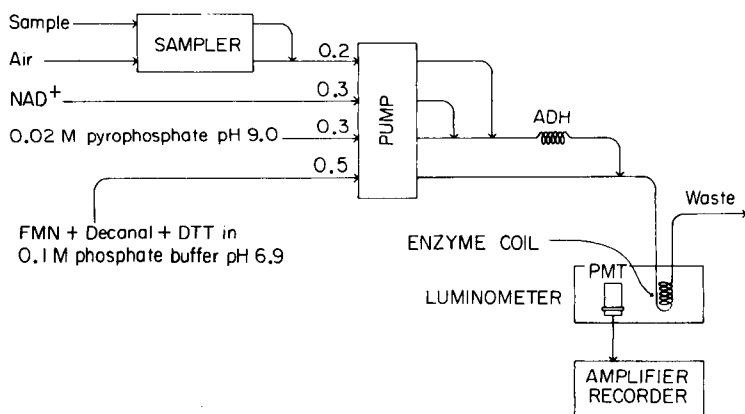 Sample
SAMPLER
Air
0.2
NAD+
0.3
0.02 M pyrophosphate pH 9.0
0.3
PUMP
ADH
0.5
FMN + Decanal + DTT in
0.1 M phosphate buffer pH 6.9
Waste
ENZYME COIL
PMT
LUMINOMETER
AMPLIFIER
RECORDER